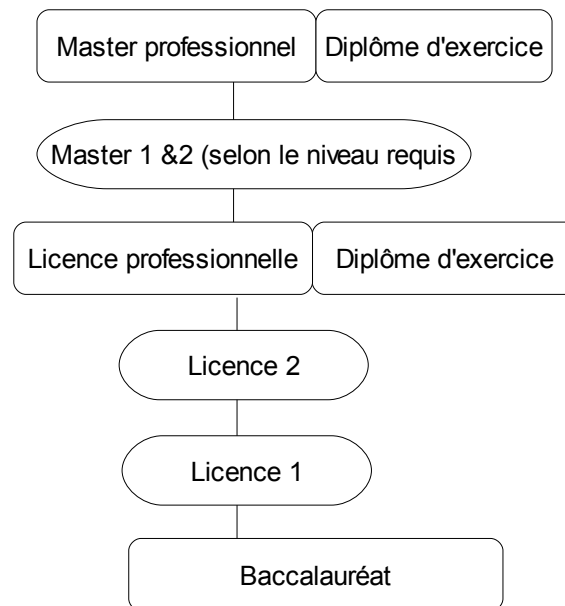 Master professionnel Diplôme d'exercice
Master 1 &2 (selon le niveau requis
Licence professionnelle Diplôme d'exercice
Licence 2
Licence 1
Baccalauréat